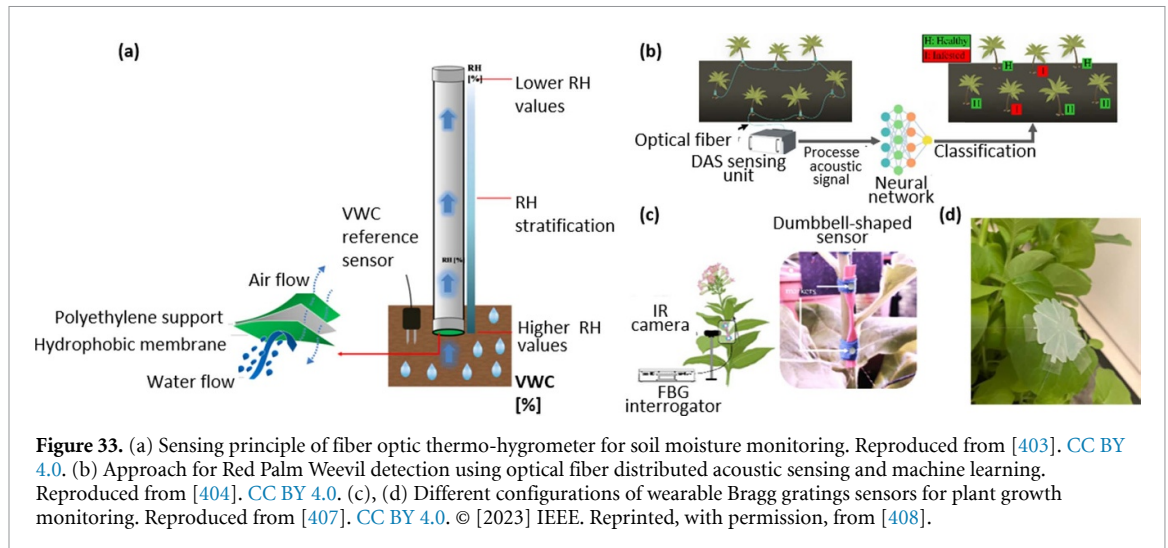 (a)
RH
[%]
Lower RH
values
RH
stratification
VWC
reference
sensor
RH [%]
Air flow
Polyethylene support
Hydrophobic membrane
Water flow
Higher RH
values
VWC
[%]
(b)
H: Healthy
H
I
H
H
I
H
H
Optical fiber
DAS sensing
unit
Processe
acoustic
signal
Neural
network
Classification
(c)
Dumbbell-shaped
sensor
IR
camera
FBG
interrogator
(d)
Figure 33. (a) Sensing principle of fiber optic thermo-hygrometer for soil moisture monitoring. Reproduced from [403]. CC BY
4.0. (b) Approach for Red Palm Weevil detection using optical fiber distributed acoustic sensing and machine learning.
Reproduced from [404]. CC BY 4.0. (c), (d) Different configurations of wearable Bragg gratings sensors for plant growth
monitoring. Reproduced from [407]. CC BY 4.0. © [2023] IEEE. Reprinted, with permission, from [408].